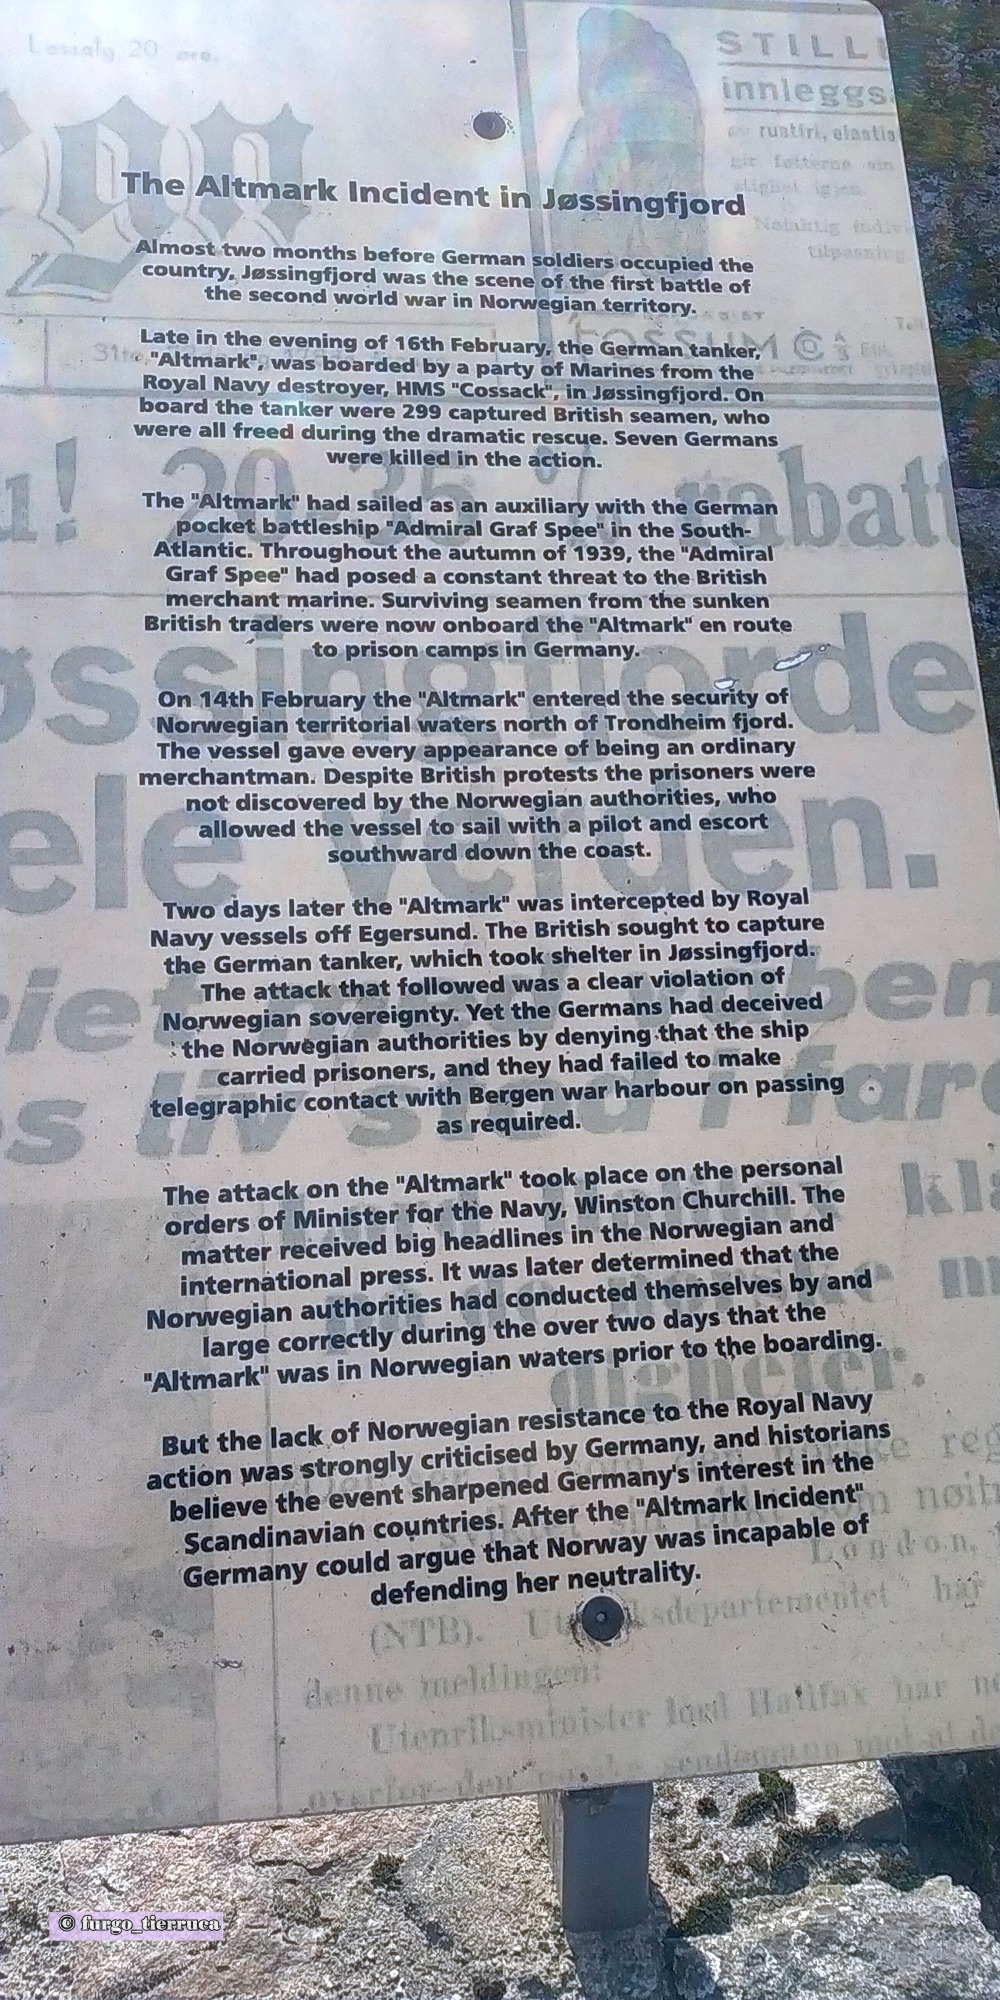 Løssalg 20 øre.
STILL
innleggs
rustfri, elastis
The Altmark Incident in Jøssingfjord
Almost two months before German soldiers occupied the
country, Jøssingfjord was the scene of the first battle of
the second world war in Norwegian territory.
Late in the evening of 16th February, the German tanker,
"Altmark", was boarded by a party of Marines from the
Royal Navy destroyer, HMS "Cossack", in Jøssingfjord. On
board the tanker were 299 captured British seamen, who
were all freed during the dramatic rescue. Seven Germans
were killed in the action.
The "Altmark" had sailed as an auxiliary with the German
pocket battleship "Admiral Graf Spee" in the South-
Atlantic. Throughout the autumn of 1939, the "Admiral
Graf Spee" had posed a constant threat to the British
merchant marine. Surviving seamen from the sunken
British traders were now onboard the "Altmark" en route
to prison camps in Germany.
On 14th February the "Altmark" entered the security of
Norwegian territorial waters north of Trondheim fjord.
The vessel gave every appearance of being an ordinary
merchantman. Despite British protests the prisoners were
not discovered by the Norwegian authorities, who
allowed the vessel to sail with a pilot and escort
southward down the coast.
Two days later the "Altmark" was intercepted by Royal
Navy vessels off Egersund. The British sought to capture
the German tanker, which took shelter in Jøssingfjord.
The attack that followed was a clear violation of
Norwegian sovereignty. Yet the Germans had deceived
the Norwegian authorities by denying that the ship
carried prisoners, and they had failed to make
telegraphic contact with Bergen war harbour on passing
as required.
The attack on the "Altmark" took place on the personal
orders of Minister for the Navy, Winston Churchill. The
matter received big headlines in the Norwegian and
international press. It was later determined that the
Norwegian authorities had conducted themselves by and
large correctly during the over two days that the
"Altmark" was in Norwegian waters prior to the boarding.
But the lack of Norwegian resistance to the Royal Navy
action was strongly criticised by Germany, and historians
believe the event sharpened Germany's interest in the
Scandinavian countries. After the "Altmark Incident"
Germany could argue that Norway was incapable of
defending her neutrality.
London,
(NTB). Utenriksdepartementet har
denne meldingen:
Utenriksminister lord Halifax har
© furgo_tierruca